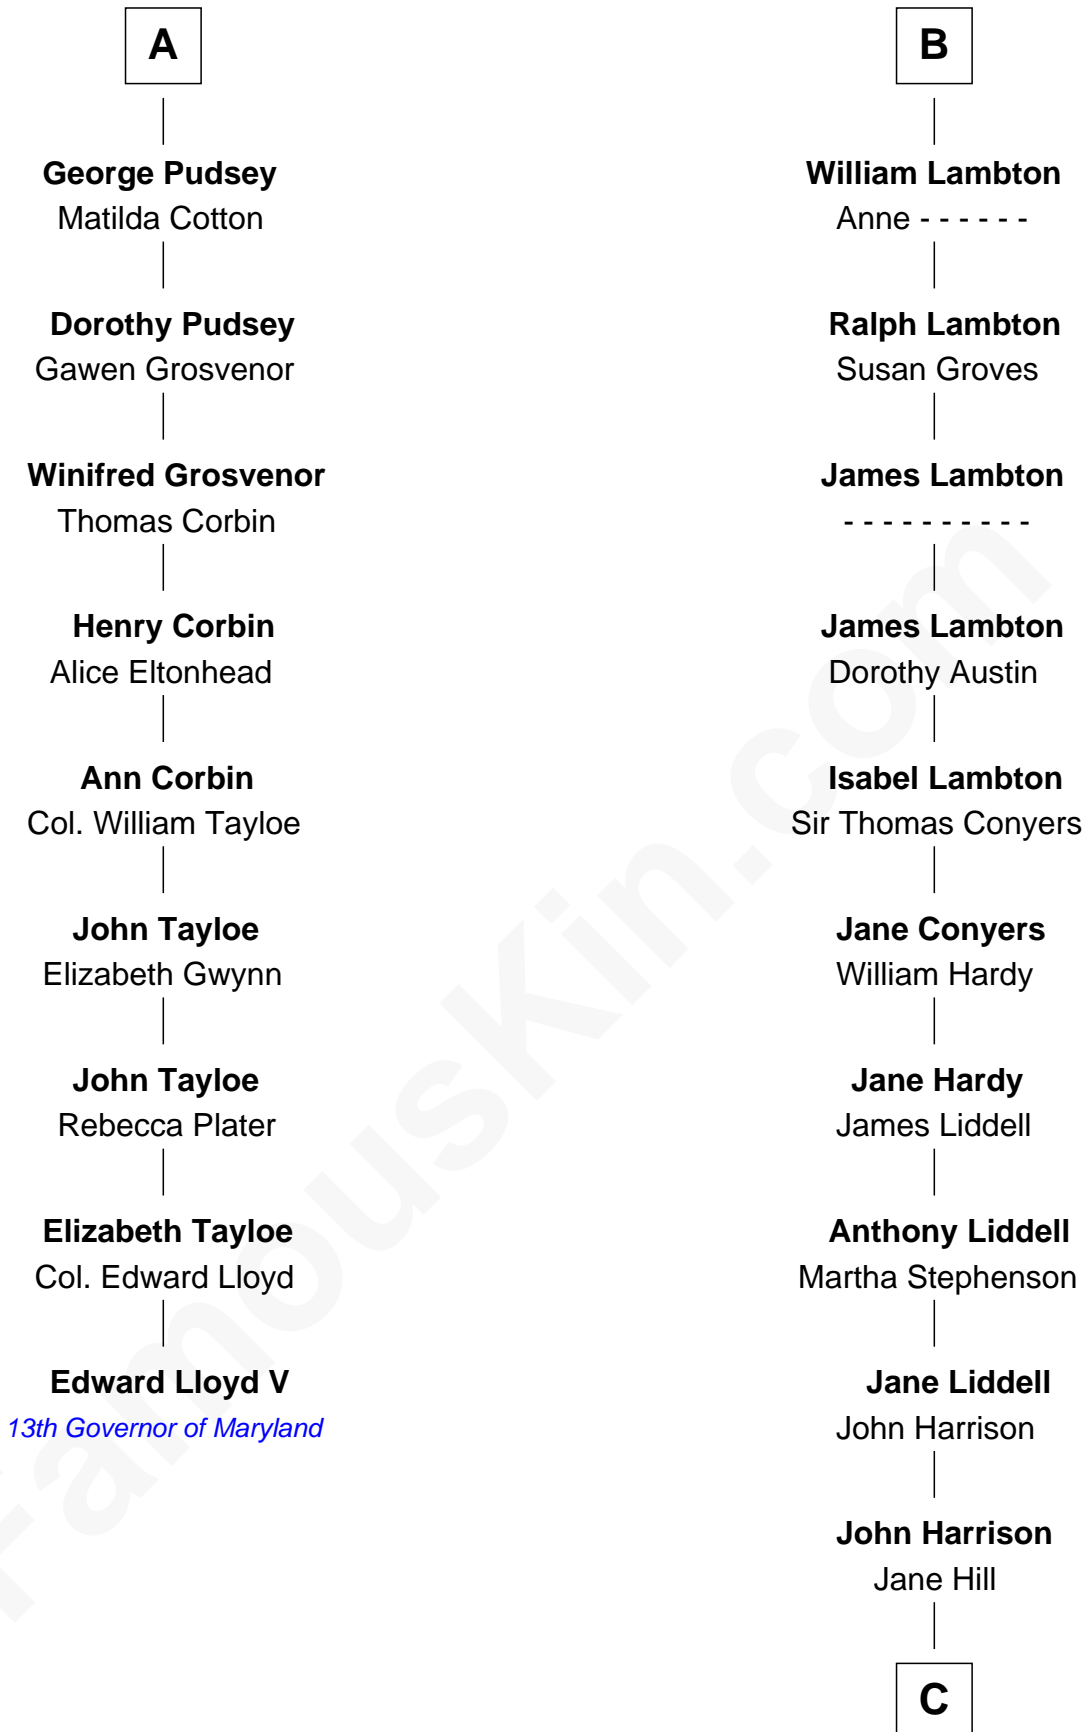 A
George Pudsey
Matilda Cotton
Dorothy Pudsey
Gawen Grosvenor
Winifred Grosvenor
Thomas Corbin
Henry Corbin
Alice Eltonhead
Ann Corbin
Col. William Tayloe
John Tayloe
Elizabeth Gwynn
John Tayloe
Rebecca Plater
Elizabeth Tayloe
Col. Edward Lloyd
Edward Lloyd V
13th Governor of Maryland
B
William Lambton
Anne - - - - - -
Ralph Lambton
Susan Groves
James Lambton
- - - - - - - - - -
James Lambton
Dorothy Austin
Isabel Lambton
Sir Thomas Conyers
Jane Conyers
William Hardy
Jane Hardy
James Liddell
Anthony Liddell
Martha Stephenson
Jane Liddell
John Harrison
John Harrison
Jane Hill
C
FamousKin.com